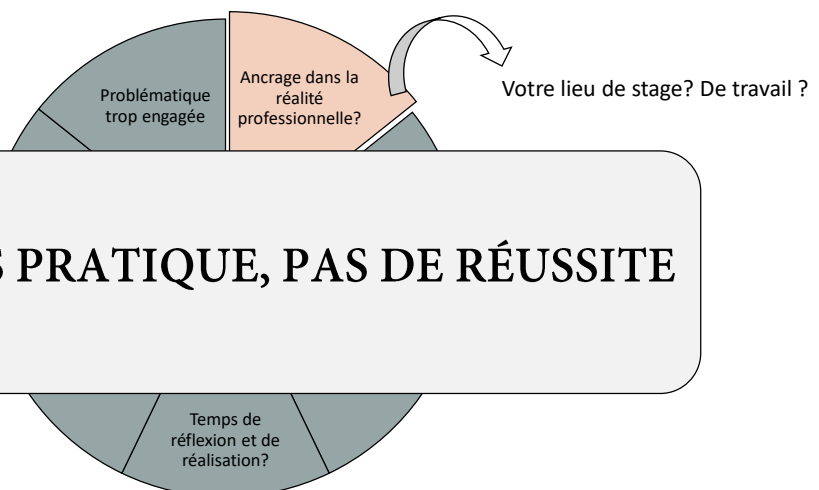 Problématique
trop engagée
Ancrage dans la
réalité
professionnelle?
Votre lieu de stage? De travail ?
PRATIQUE, PAS DE RÉUSSITE
Temps de
réflexion et de
réalisation?